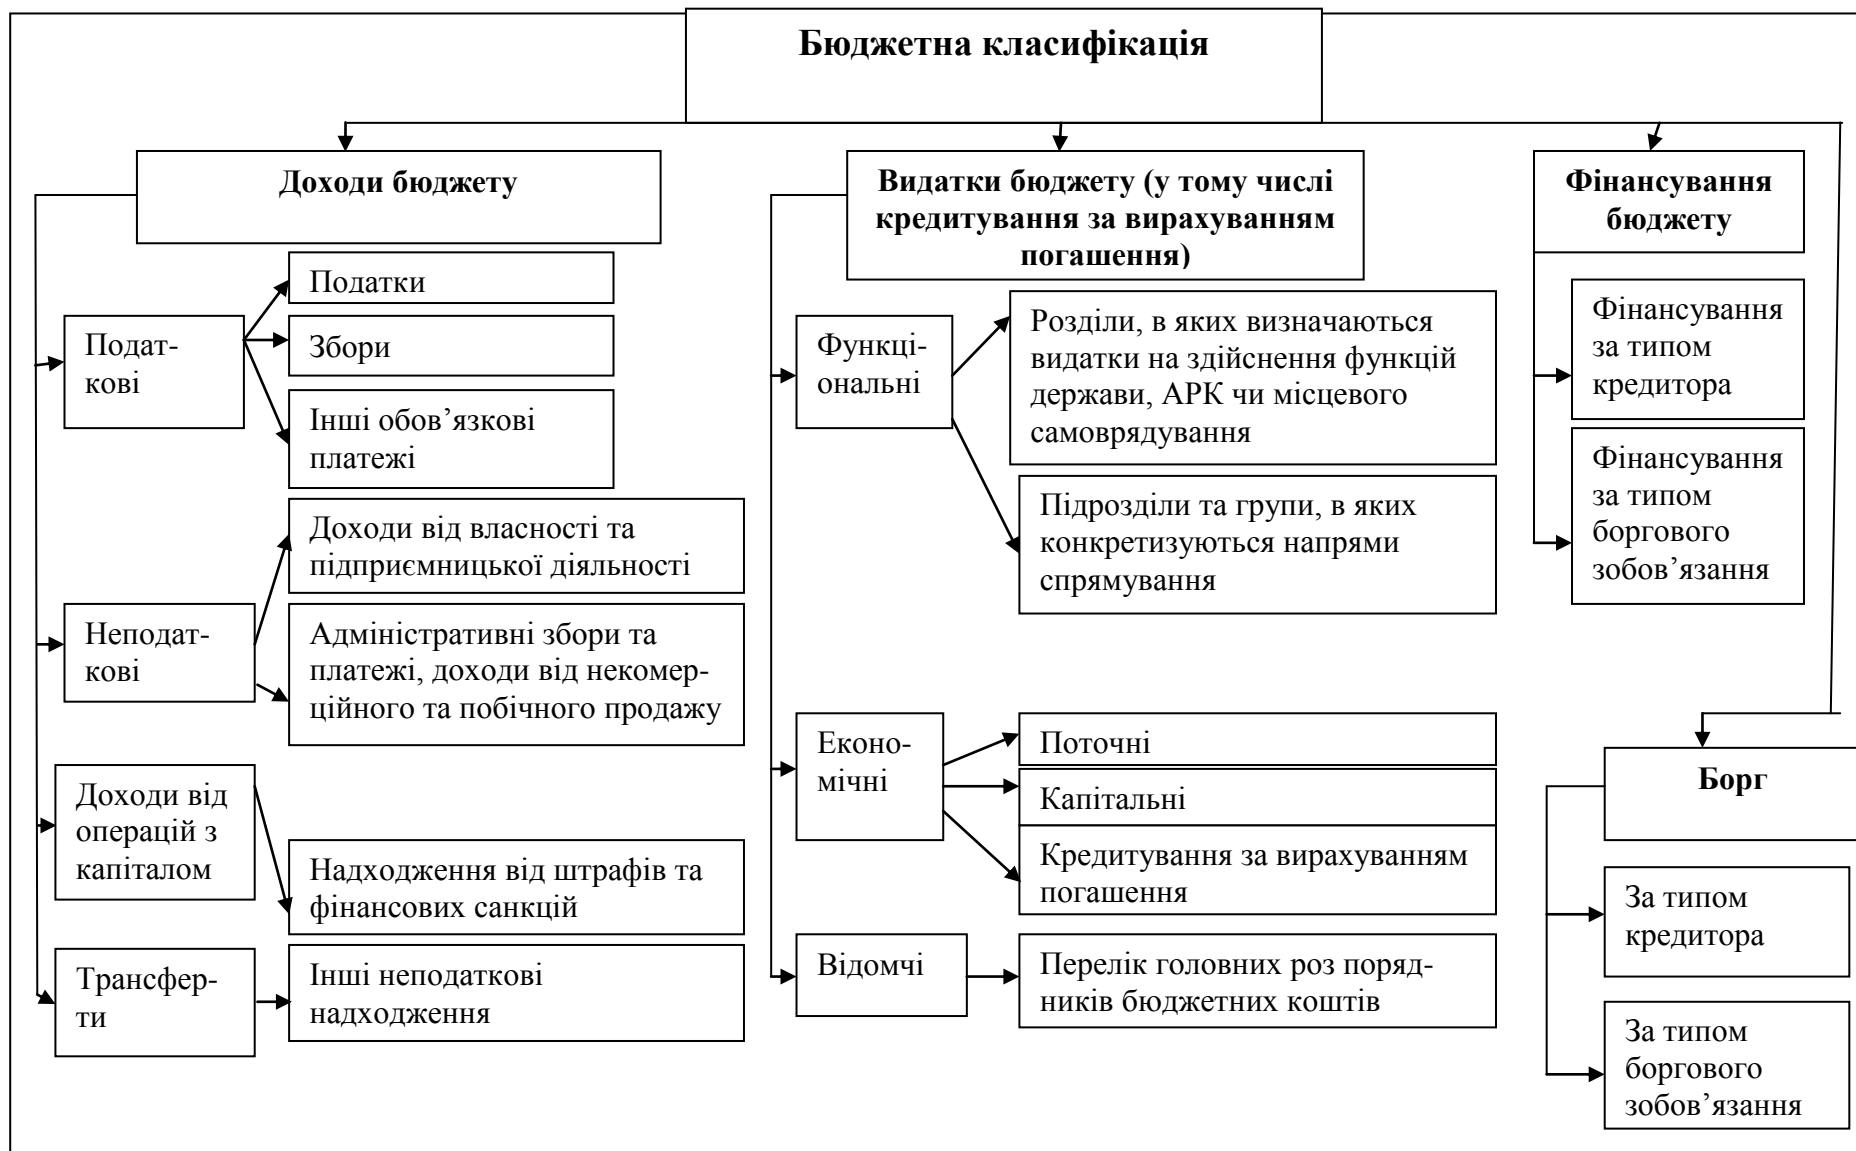 Бюджетна класифікація
Доходи бюджету
Податки
Подат-
кові
Збори
Інші обов’язкові
платежі
Доходи від власності та
підприємницької діяльності
Неподат-
кові
Адміністративні збори та
платежі, доходи від некомер-
ційного та побічного продажу
Доходи від
операцій з
капіталом
Надходження від штрафів та
фінансових санкцій
Трансфер-
ти
Інші неподаткові
надходження
Видатки бюджету (у тому числі
кредитування за вирахуванням
погашення)
Функці-
ональні
Розділи, в яких визначаються
видатки на здійснення функцій
держави, АРК чи місцевого
самоврядування
Підрозділи та групи, в яких
конкретизуються напрями
спрямування
Еконо-
мічні
Поточні
Капітальні
Кредитування за вирахуванням
погашення
Відомчі
Перелік головних роз поряд-
ників бюджетних коштів
Фінансування
бюджету
Фінансування
за типом
кредитора
Фінансування
за типом
боргового
зобов’язання
Борг
За типом
кредитора
За типом
боргового
зобов’язання